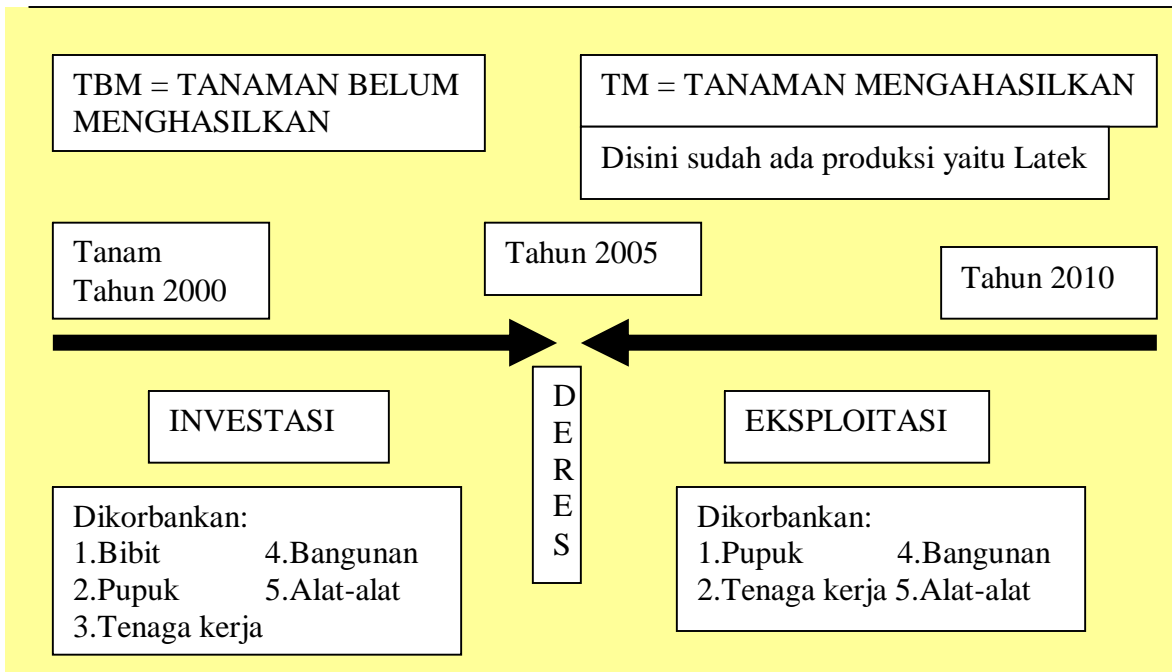 TBM = TANAMAN BELUM
MENGHASILKAN
TM = TANAMAN MENGAHASILKAN
Disini sudah ada produksi yaitu Latek
Tanam
Tahun 2000
Tahun 2005
Tahun 2010
INVESTASI
D
E
R
E
S
EKSPLOITASI
Dikorbankan:
1.Bibit 4.Bangunan
2.Pupuk 5.Alat-alat
3.Tenaga kerja
Dikorbankan:
1.Pupuk 4.Bangunan
2.Tenaga kerja 5.Alat-alat